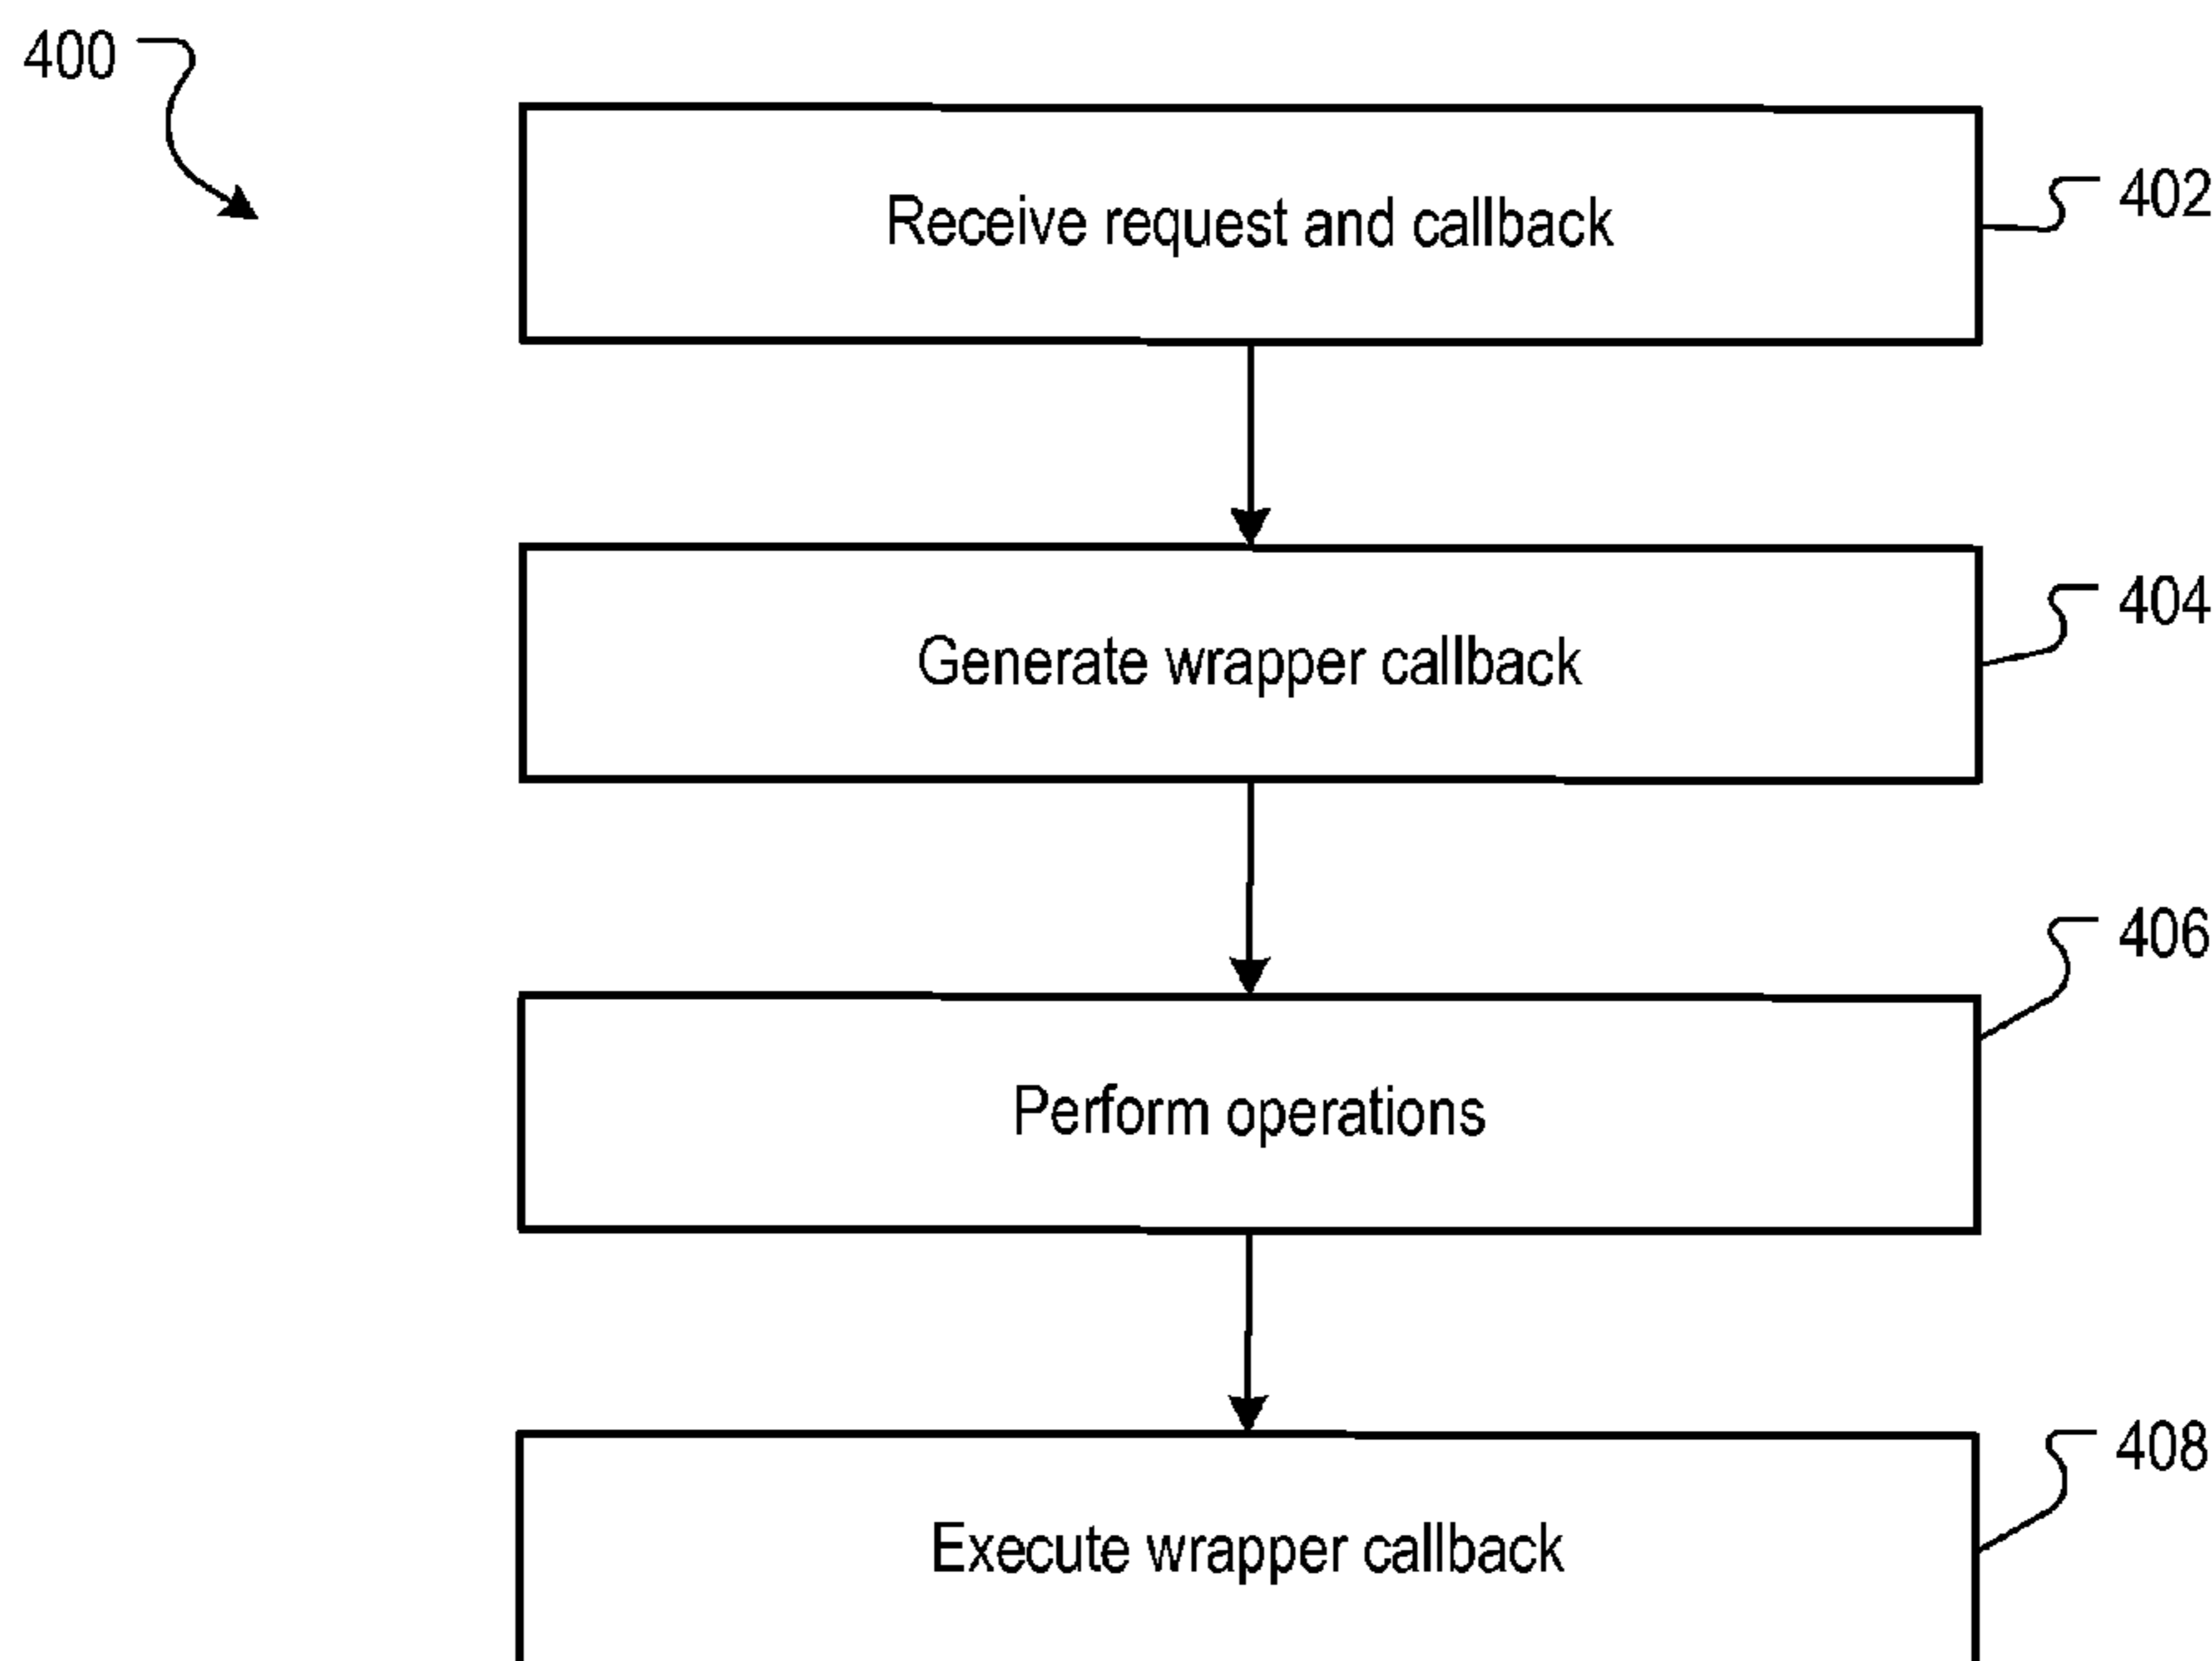 400
Receive request and callback
402
Generate wrapper callback
404
406
Perform operations
408
Execute wrapper callback